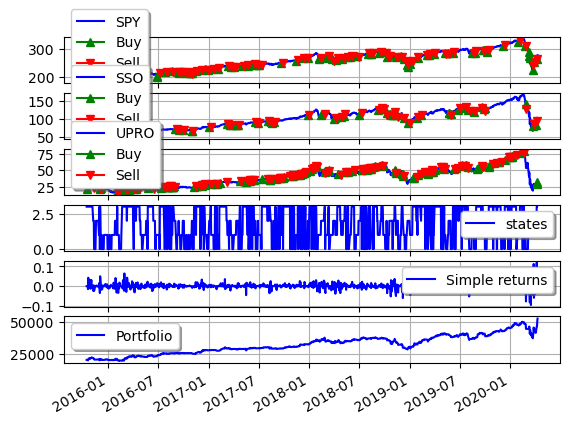 SPY
Buy
Sell
300
200
SSO
Buy
Sell
150
100
50
UPRO
Buy
Sell
75
50
25
2.5
0.0
states
0.1
0.0
−0.1
Simple returns
50000
25000
Portfolio
2016-01
2016-07
2017-01
2017-07
2018-01
2018-07
2019-01
2019-07
2020-01